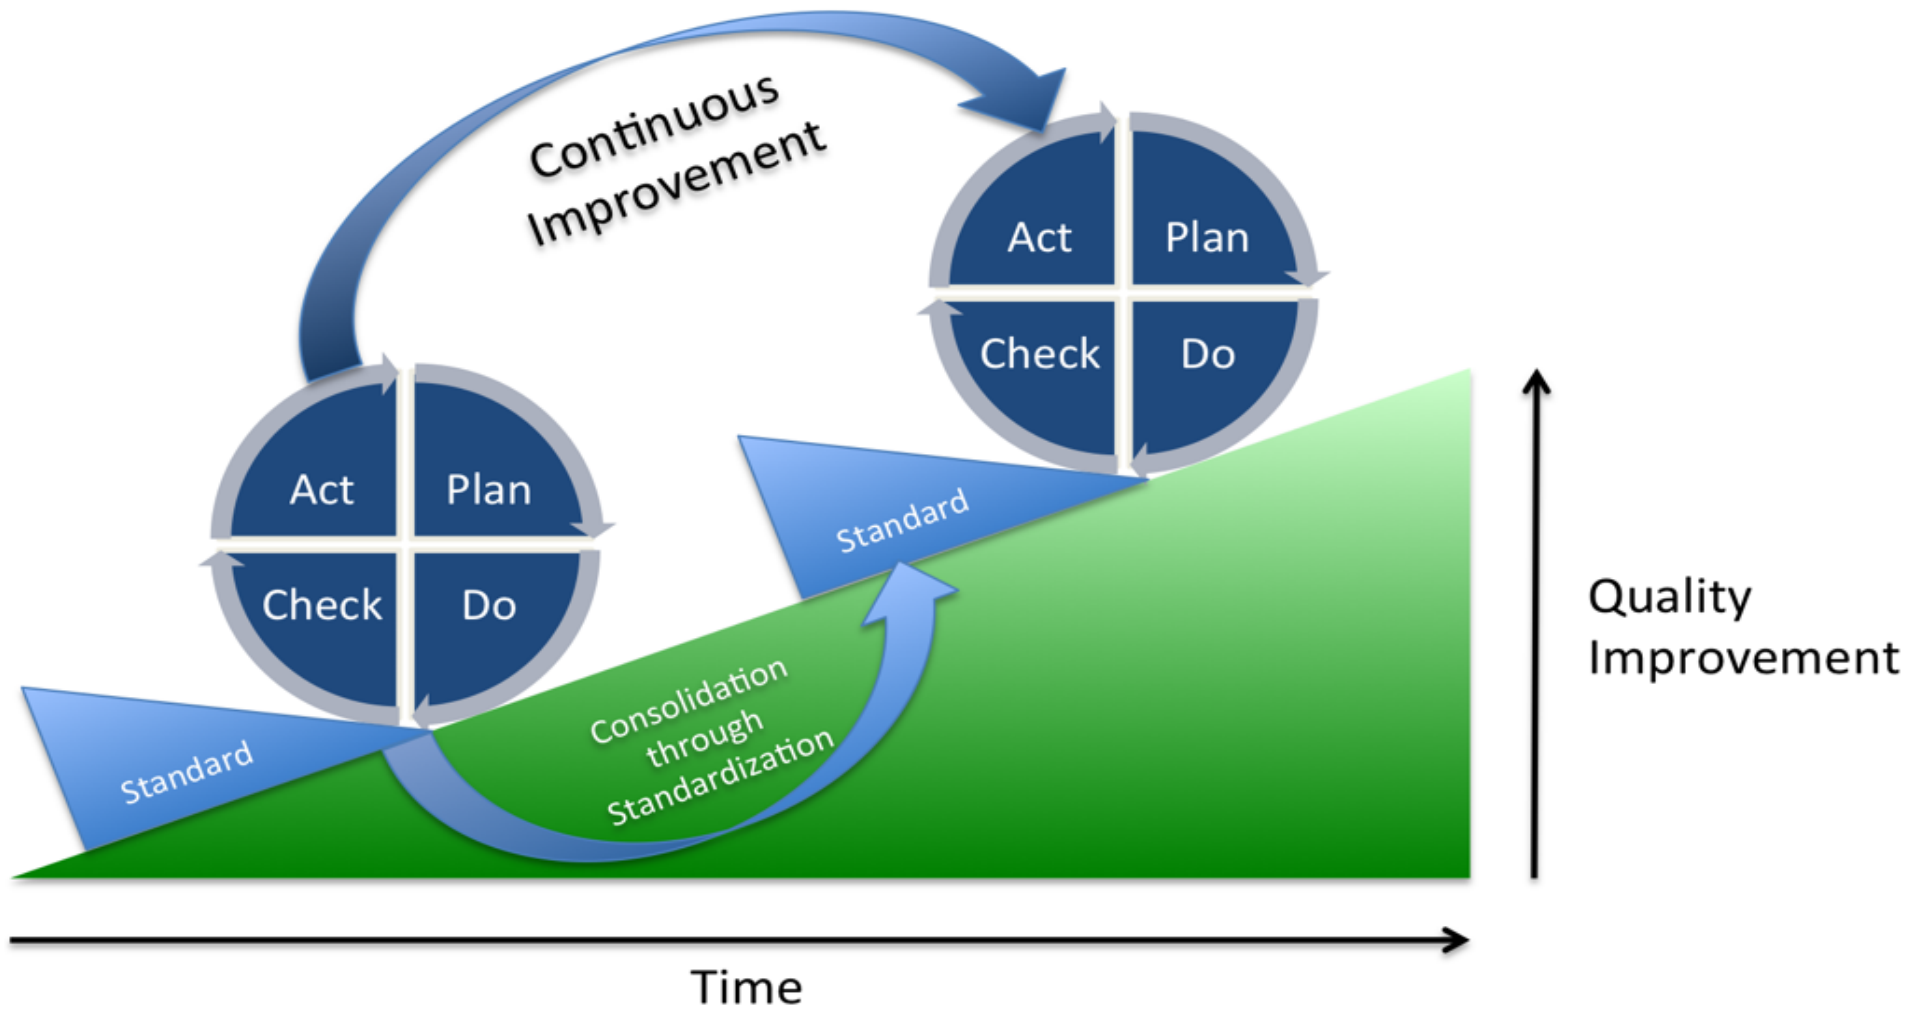 Continuous
Improvement
Act
Plan
Check
Do
Act
Plan
Check
Do
Standard
Standard
Consolidation
through
Standardization
Quality
Improvement
Time